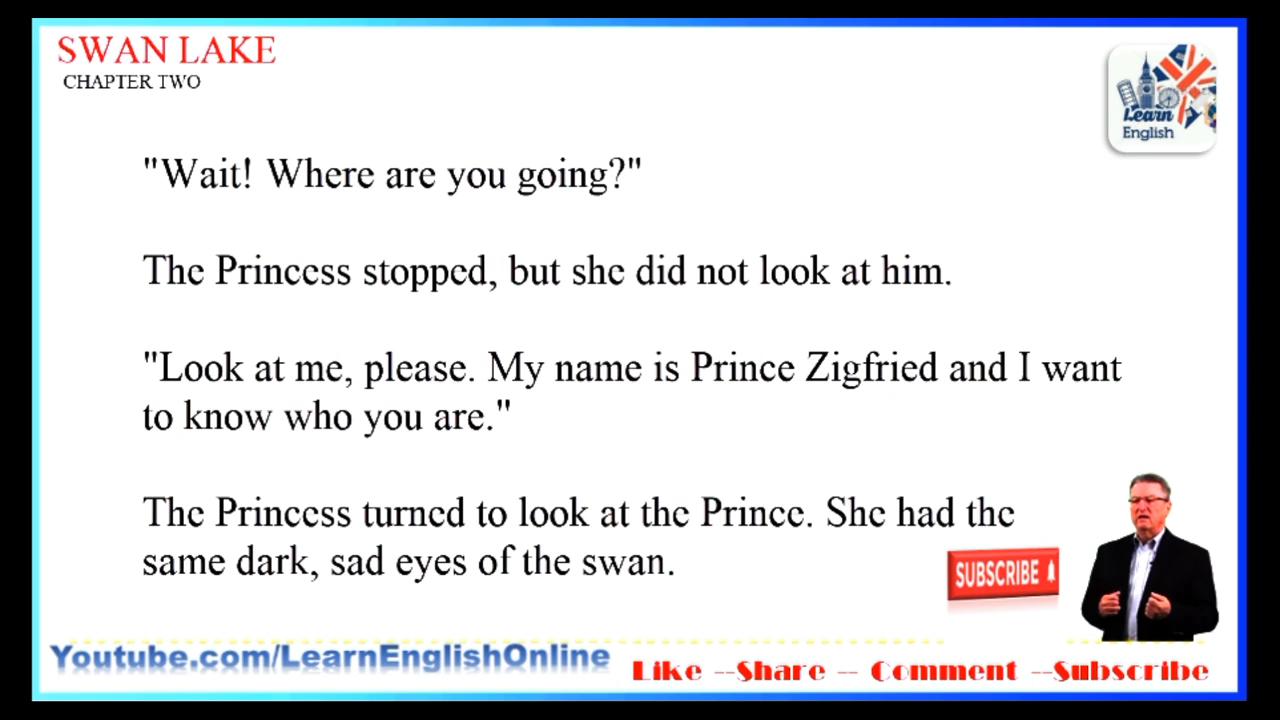 SWAN LAKE
CHAPTER TWO
Learn
English
"Wait! Where are you going?"
The Princess stopped, but she did not look at him.
"Look at me, please. My name is Prince Zigfried and I want
to know who you are."
The Princess turned to look at the Prince. She had the
same dark, sad eyes of the swan.
SUBSCRIBE
Youtube.com/LearnEnglishOnline
Like --Share -- Comment --Subscribe